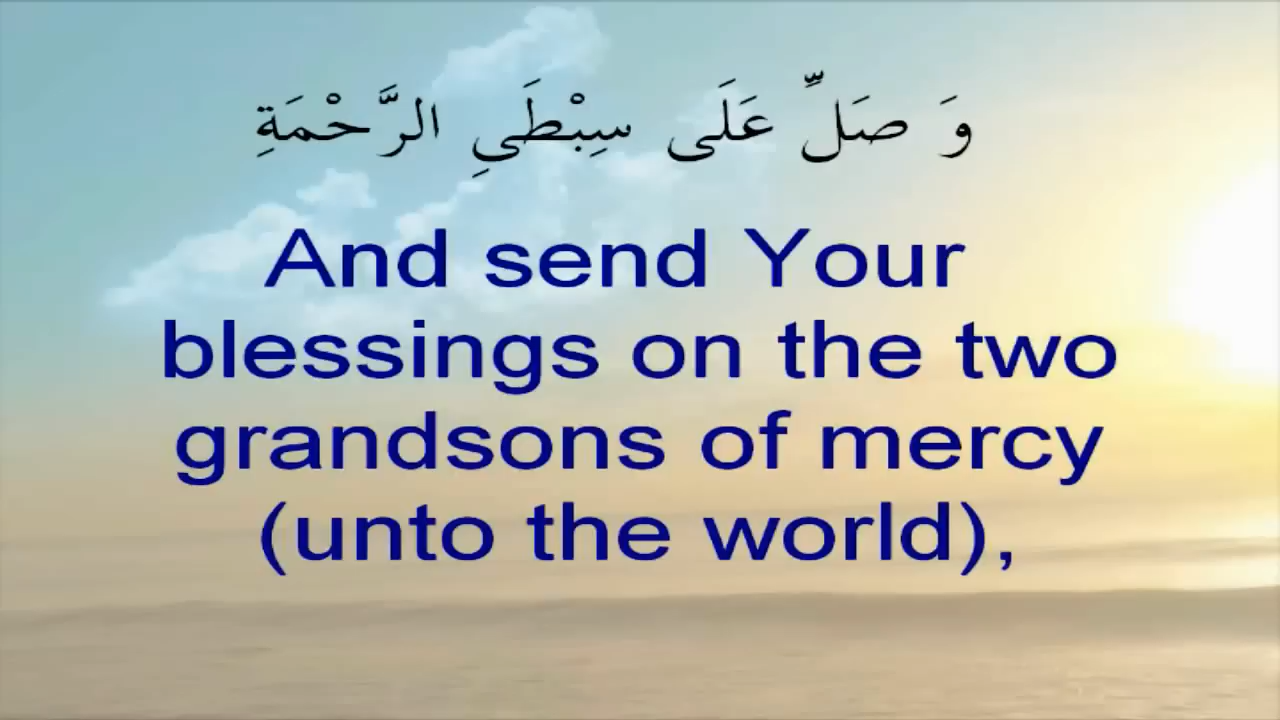 وَ صَلِّ عَلَى سِبْطَيِ الرَّحْمَةِ
And send Your
blessings on the two
grandsons of mercy
(unto the world),